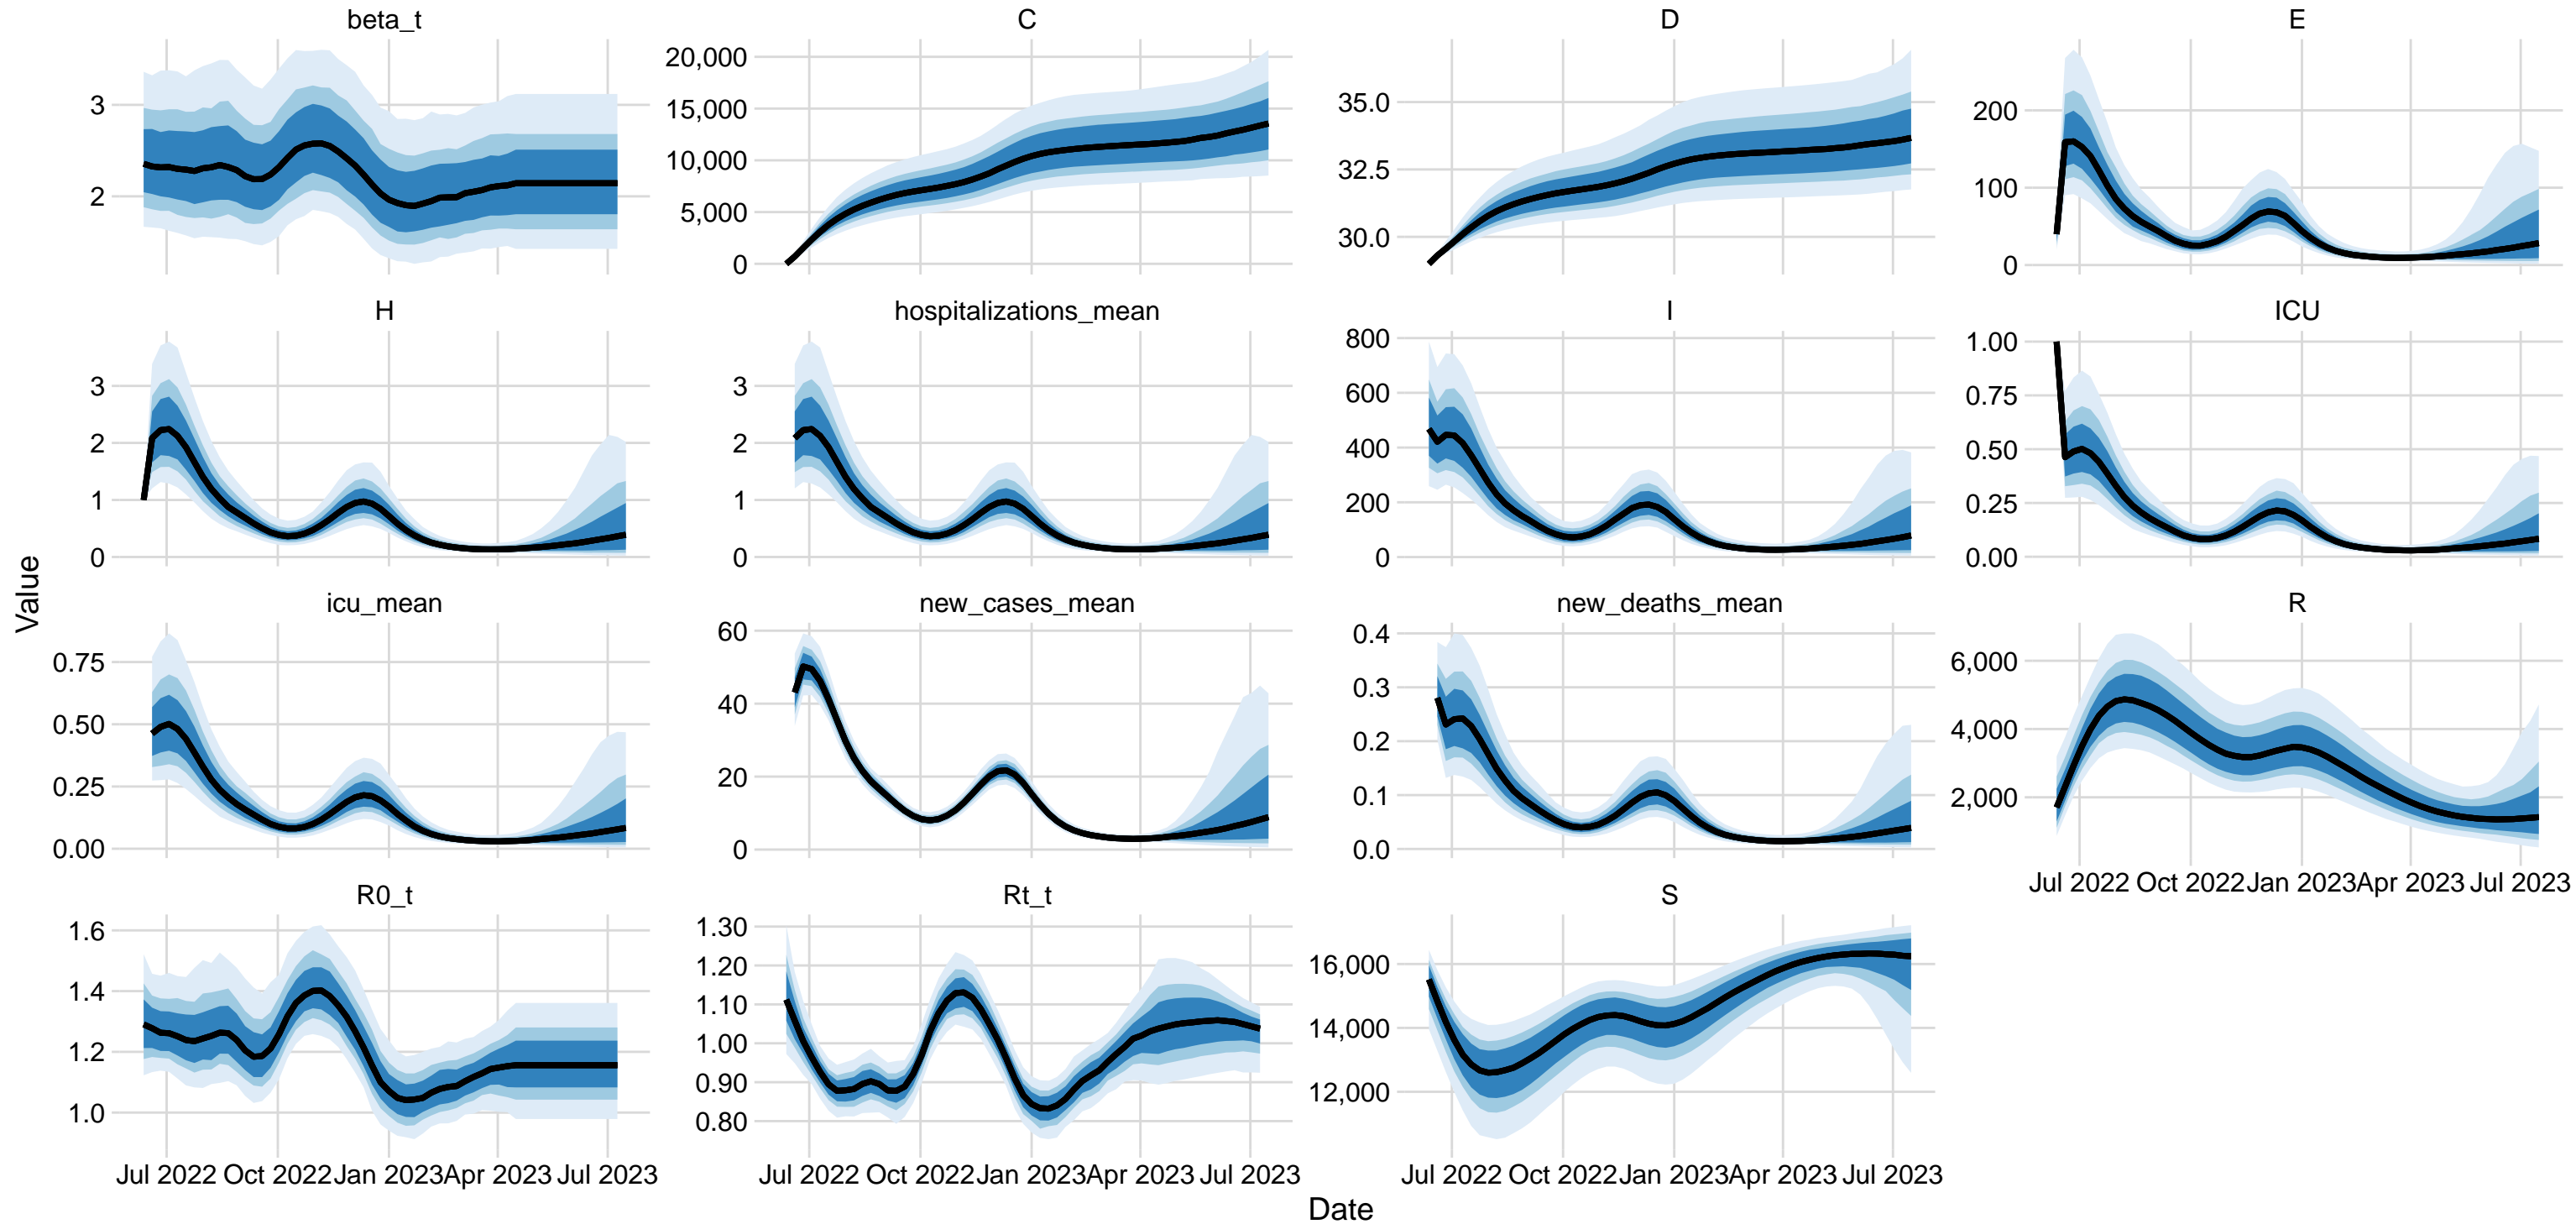 beta_t
C
D
E
3
2
20,000
15,000
10,000
5,000
0
35.0
32.5
30.0
200
100
0
H
hospitalizations_mean
I
ICU
3
2
1
0
3
2
1
0
800
600
400
200
0
1.00
0.75
0.50
0.25
0.00
Value
icu_mean
new_cases_mean
new_deaths_mean
R
0.75
0.50
0.25
0.00
60
40
20
0
0.4
0.3
0.2
0.1
0.0
6,000
4,000
2,000
Jul 2022 Oct 2022 Jan 2023 Apr 2023 Jul 2023
R0_t
Rt_t
S
1.6
1.4
1.2
1.0
1.30
1.20
1.10
1.00
0.90
0.80
16,000
14,000
12,000
Jul 2022 Oct 2022 Jan 2023 Apr 2023 Jul 2023
Jul 2022 Oct 2022 Jan 2023 Apr 2023 Jul 2023
Jul 2022 Oct 2022 Jan 2023 Apr 2023 Jul 2023
Date